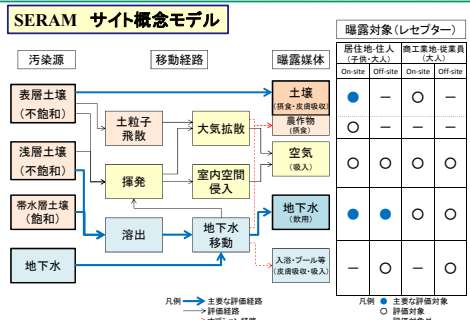 SERAM サイト概念モデル
汚染源
移動経路
曝露媒体
曝露対象(レセプター)
居住地-住人
(子供・大人)
商工業地-従業員
(大人)
On-site
Off-site
On-site
Off-site
表層土壌
(不飽和)
浅層土壌
(不飽和)
帯水層土壌
(飽和)
地下水
土粒子
飛散
揮発
溶出
大気拡散
室内空間
侵入
地下水
移動
土壌
(摂食・皮膚吸収)
農作物
(摂食)
空気
(吸入)
地下水
(飲用)
入浴・プール等
(皮膚吸収・吸入)
● － ○ －
○ － － －
○ ○ ○ ○
● ● ○ ○
－ ○ － ○
凡例 主要な評価経路
評価経路
凡例 ● 主要な評価対象
○ 評価対象